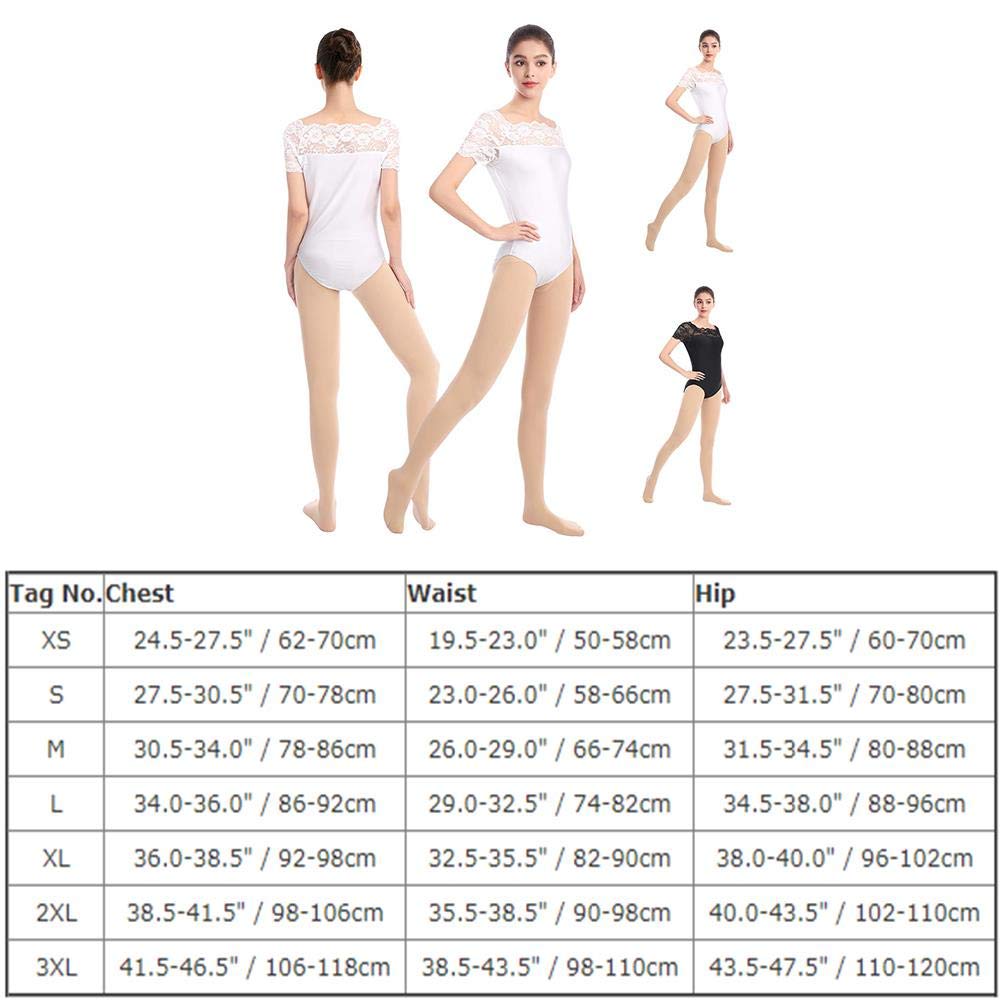 Tag No. Chest Waist Hip
XS 24.5-27.5" / 62-70cm 19.5-23.0" / 50-58cm 23.5-27.5" / 60-70cm
S 27.5-30.5" / 70-78cm 23.0-26.0" / 58-66cm 27.5-31.5" / 70-80cm
M 30.5-34.0" / 78-86cm 26.0-29.0" / 66-74cm 31.5-34.5" / 80-88cm
L 34.0-36.0" / 86-92cm 29.0-32.5" / 74-82cm 34.5-38.0" / 88-96cm
XL 36.0-38.5" / 92-98cm 32.5-35.5" / 82-90cm 38.0-40.0" / 96-102cm
2XL 38.5-41.5" / 98-106cm 35.5-38.5" / 90-98cm 40.0-43.5" / 102-110cm
3XL 41.5-46.5" / 106-118cm 38.5-43.5" / 98-110cm 43.5-47.5" / 110-120cm